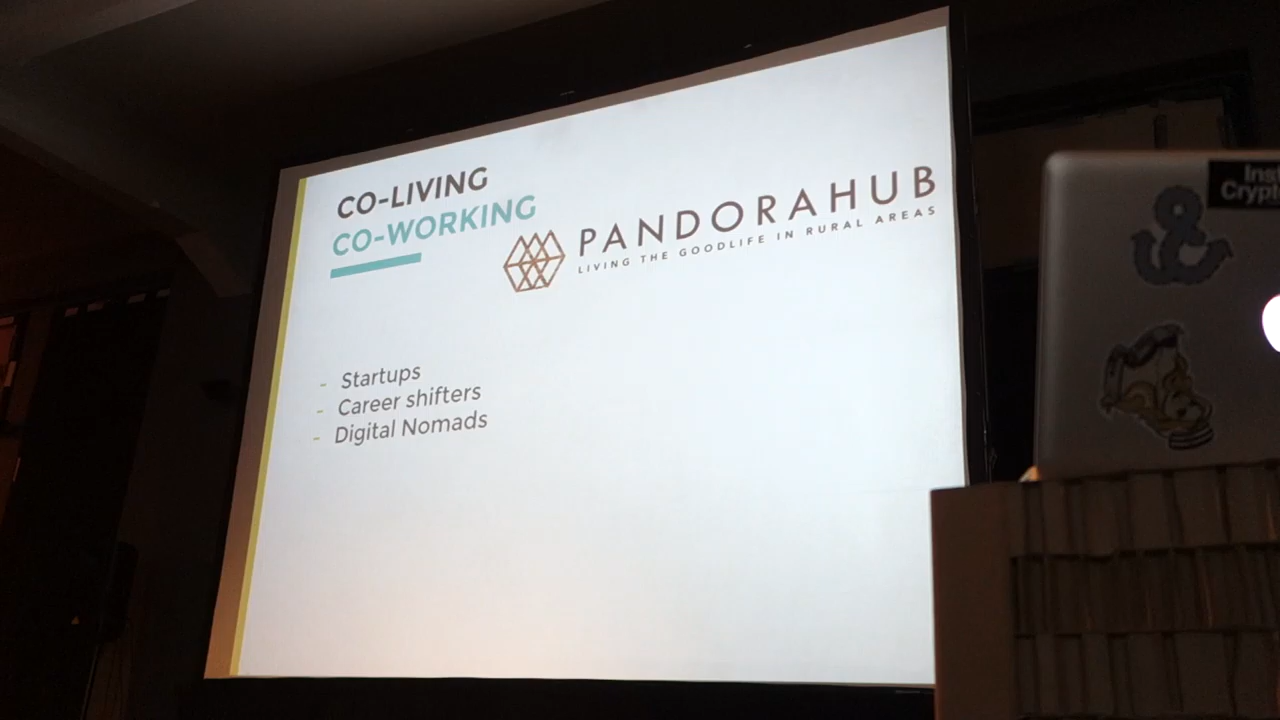 CO-LIVING
CO-WORKING
PANDORAHUB
LIVING THE GOODLIFE IN RURAL AREAS
- Startups
- Career shifters
- Digital Nomads